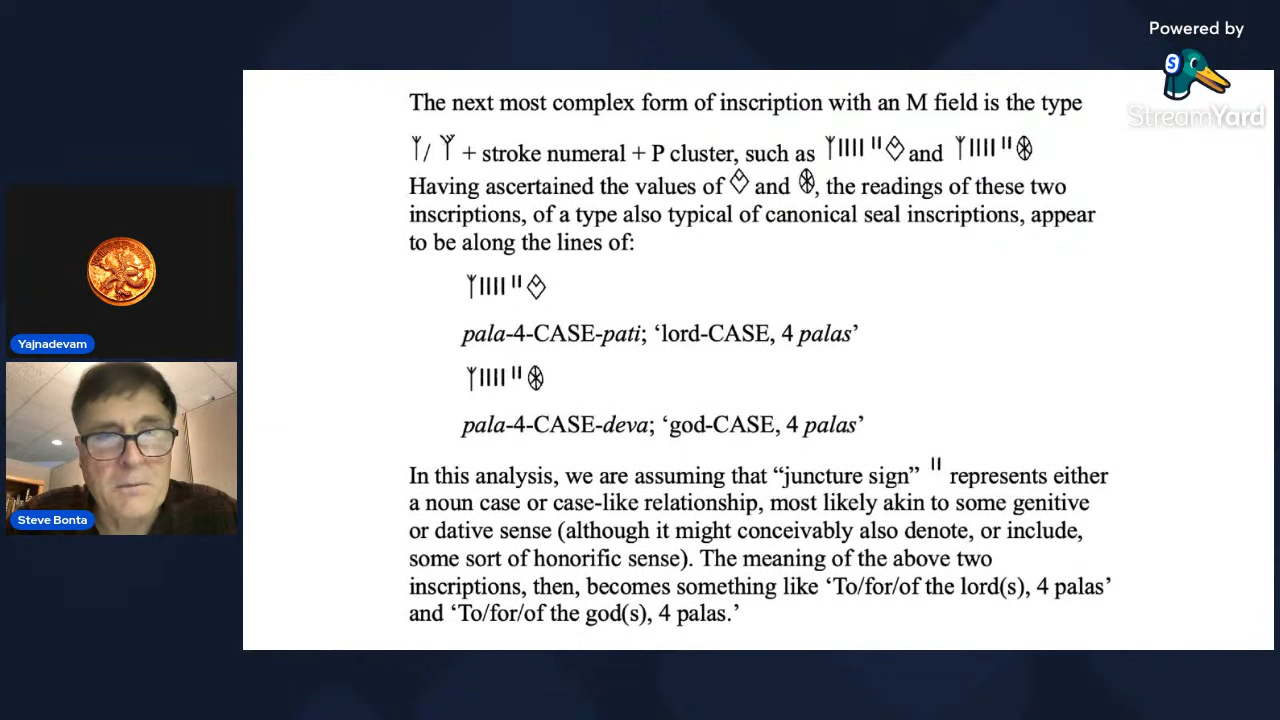 Powered by
StreamYard
The next most complex form of inscription with an M field is the type
/ + stroke numeral + P cluster, such as and
Having ascertained the values of and , the readings of these two
inscriptions, of a type also typical of canonical seal inscriptions, appear
to be along the lines of:
pala-4-CASE-pati; ‘lord-CASE, 4 palas’
pala-4-CASE-deva; ‘god-CASE, 4 palas’
In this analysis, we are assuming that “juncture sign” " represents either
a noun case or case-like relationship, most likely akin to some genitive
or dative sense (although it might conceivably also denote, or include,
some sort of honorific sense). The meaning of the above two
inscriptions, then, becomes something like ‘To/for/of the lord(s), 4 palas’
and ‘To/for/of the god(s), 4 palas.’
Yajnadevam
Steve Bonta